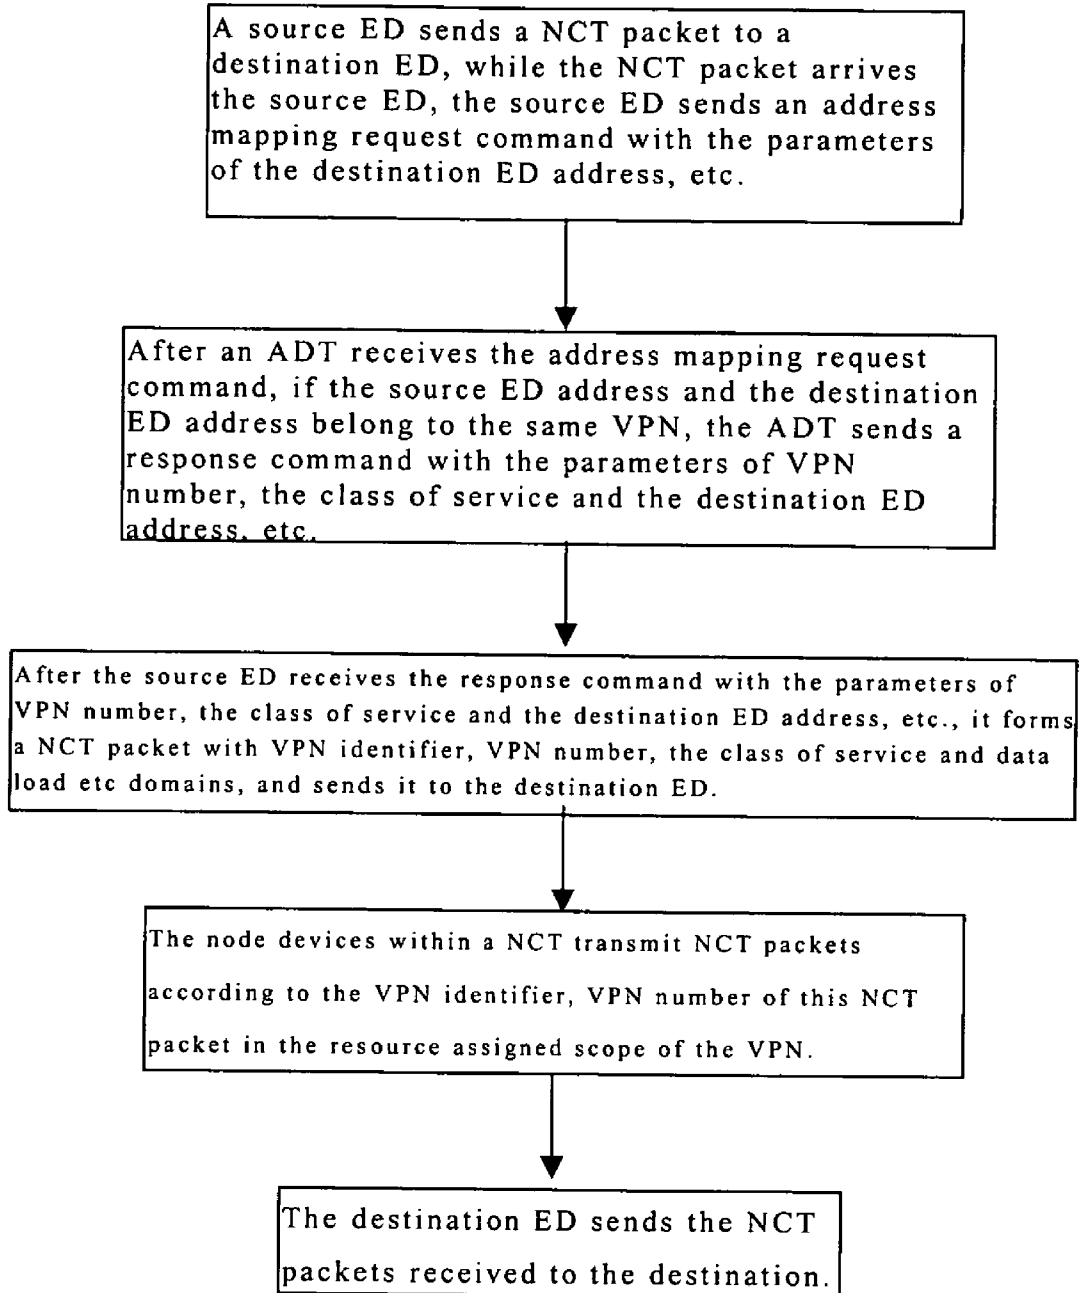 A source ED sends a NCT packet to a
destination ED, while the NCT packet arrives
the source ED, the source ED sends an address
mapping request command with the parameters
of the destination ED address, etc.
After an ADT receives the address mapping request
command, if the source ED address and the destination
ED address belong to the same VPN, the ADT sends a
response command with the parameters of VPN
number, the class of service and the destination ED
address, etc.
After the source ED receives the response command with the parameters of
VPN number, the class of service and the destination ED address, etc., it forms
a NCT packet with VPN identifier, VPN number, the class of service and data
load etc domains, and sends it to the destination ED.
The node devices within a NCT transmit NCT packets
according to the VPN identifier, VPN number of this NCT
packet in the resource assigned scope of the VPN.
The destination ED sends the NCT
packets received to the destination.